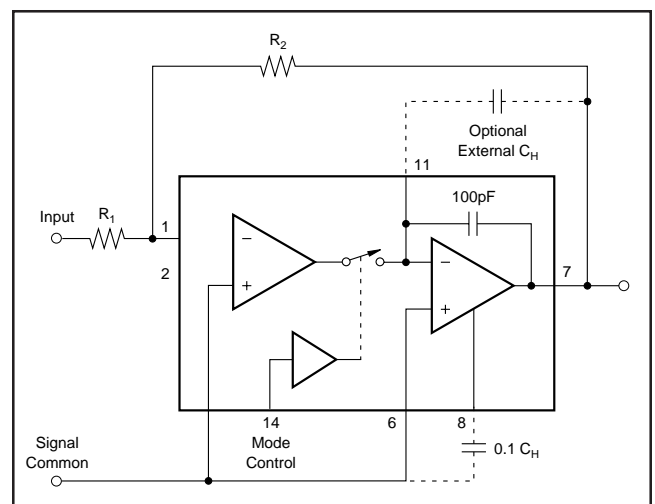 R2
Optional
External CH
11
100pF
Input
R1
1
2
−
+
−
+
7
14
6
8
Mode
Control
0.1 CH
Signal
Common